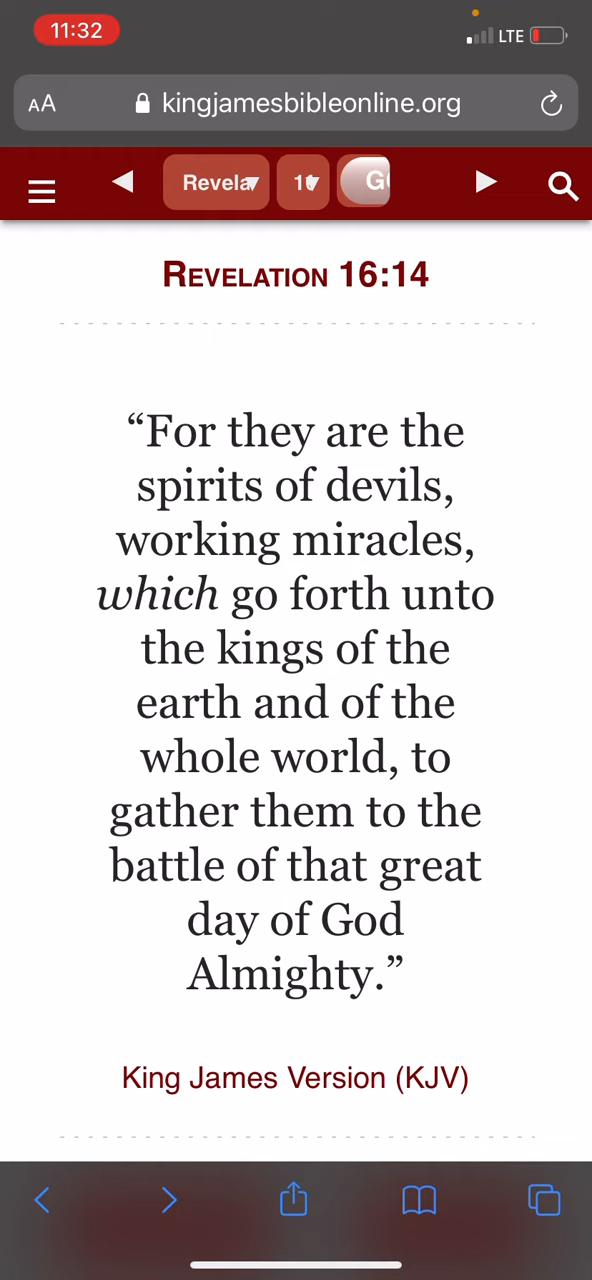 11:32
LTE
AA kingjamesbibleonline.org
Revela 16 G
REVELATION 16:14
“For they are the
spirits of devils,
working miracles,
which go forth unto
the kings of the
earth and of the
whole world, to
gather them to the
battle of that great
day of God
Almighty.”
King James Version (KJV)